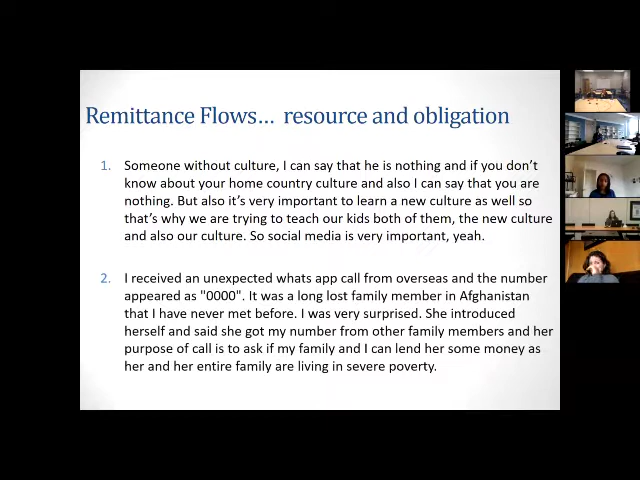 Remittance Flows… resource and obligation
1. Someone without culture, I can say that he is nothing and if you don't
know about your home country culture and also I can say that you are
nothing. But also it's very important to learn a new culture as well so
that's why we are trying to teach our kids both of them, the new culture
and also our culture. So social media is very important, yeah.
2. I received an unexpected whats app call from overseas and the number
appeared as "0000". It was a long lost family member in Afghanistan
that I have never met before. I was very surprised. She introduced
herself and said she got my number from other family members and her
purpose of call is to ask if my family and I can lend her some money as
her and her entire family are living in severe poverty.